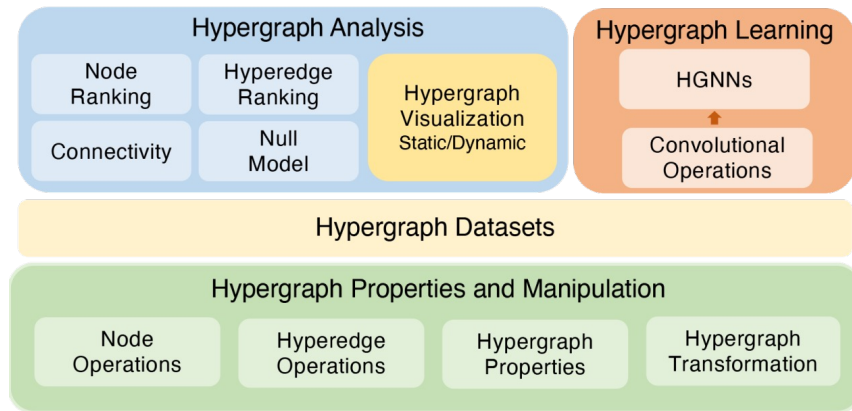 Hypergraph Analysis
Node
Ranking
Hyperedge
Ranking
Connectivity
Null
Model
Hypergraph
Visualization
Static/Dynamic
Hypergraph Learning
HGNNs
Convolutional
Operations
Hypergraph Datasets
Hypergraph Properties and Manipulation
Node
Operations
Hyperedge
Operations
Hypergraph
Properties
Hypergraph
Transformation